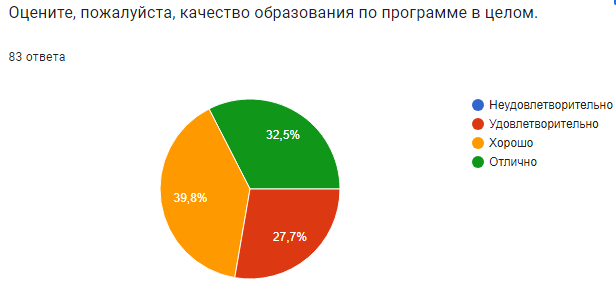 Оцените, пожалуйста, качество образования по программе в целом.
83 ответа
Неудовлетворительно
Удовлетворительно
Хорошо
Отлично
32,5%
39,8%
27,7%